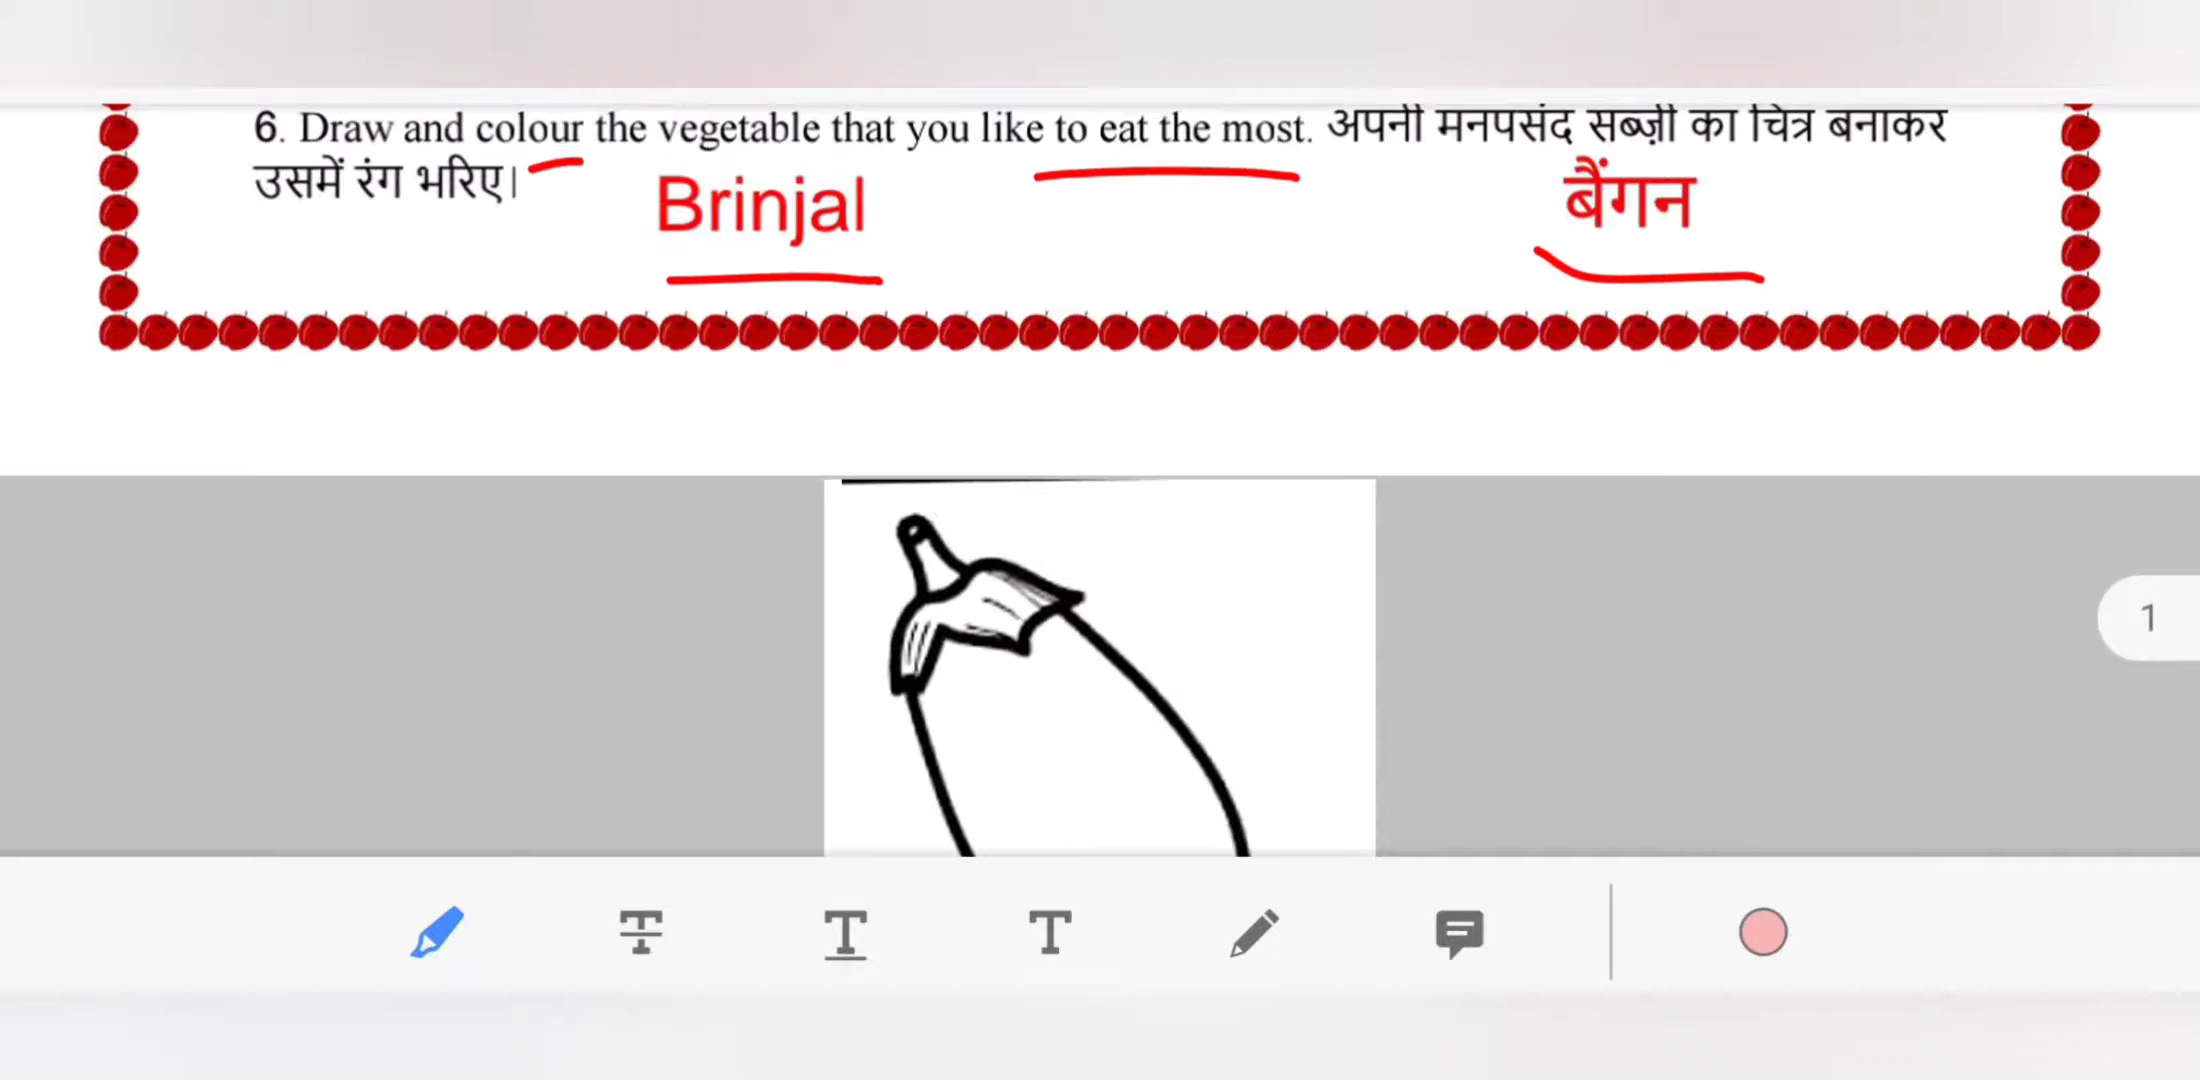 6. Draw and colour the vegetable that you like to eat the most. अपनी मनपसंद सब्ज़ी का चित्र बनाकर
उसमें रंग भरिए।
Brinjal बैंगन
1
T T T